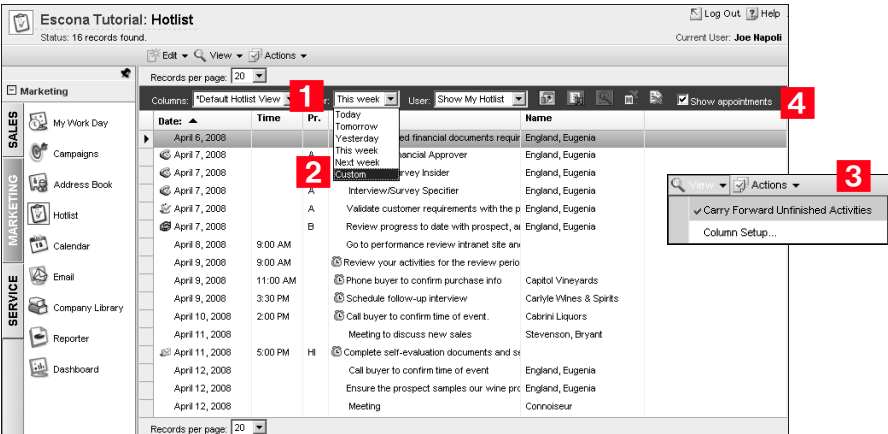 Escona Tutorial: Hotlist
Log Out Help
Status: 16 records found.
Current User: Joe Napoli
Edit View Actions
Records per page: 20
Marketing
Columns: *Default Hotlist View
1
This week
User: Show My Hotlist
Show appointments
4
Today
Tomorrow
Yesterday
This week
Next week
Custom
2
Date: Time Pr. Name
April 6, 2008 financial documents England, Eugenia
April 7, 2008 A Approver England, Eugenia
April 7, 2008 Insider England, Eugenia
April 7, 2008 A Interview/Survey Specifier England, Eugenia
April 7, 2008 A Validate customer requirements with the p England, Eugenia
April 7, 2008 B Review progress to date with prospect, England, Eugenia
April 8, 2008 9:00 AM Go to performance review intranet site
April 9, 2008 9:00 AM Review your activities for the review perio
April 9, 2008 11:00 AM Phone buyer to confirm purchase info Capitol Vineyards
April 9, 2008 3:30 PM Schedule follow-up interview Carlyle Wines & Spirits
April 10, 2008 2:00 PM Call buyer to confirm time of event. Cabrini Liquors
April 11, 2008 Meeting to discuss new sales Stevenson, Bryant
April 11, 2008 5:00 PM HI Complete self-evaluation documents and se
April 12, 2008 Call buyer to confirm time of event England, Eugenia
April 12, 2008 Ensure the prospect samples our wine pro England, Eugenia
April 12, 2008 Meeting Connoiseur
Records per page: 20
SALES
MARKETING
SERVICE
My Work Day
Campaigns
Address Book
Hotlist
Calendar
Email
Company Library
Reporter
Dashboard
View Actions
3
Carry Forward Unfinished Activities
Column Setup...